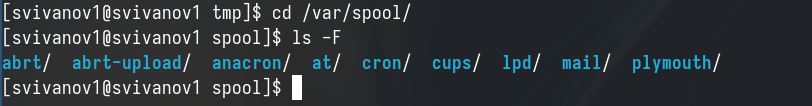 [svivanov1@svivanov1 tmp]$ cd /var/spool/
[svivanov1@svivanov1 spool]$ ls -F
abrt/  abrt-upload/  anacron/  at/  cron/  cups/  lpd/  mail/  plymouth/
[svivanov1@svivanov1 spool]$